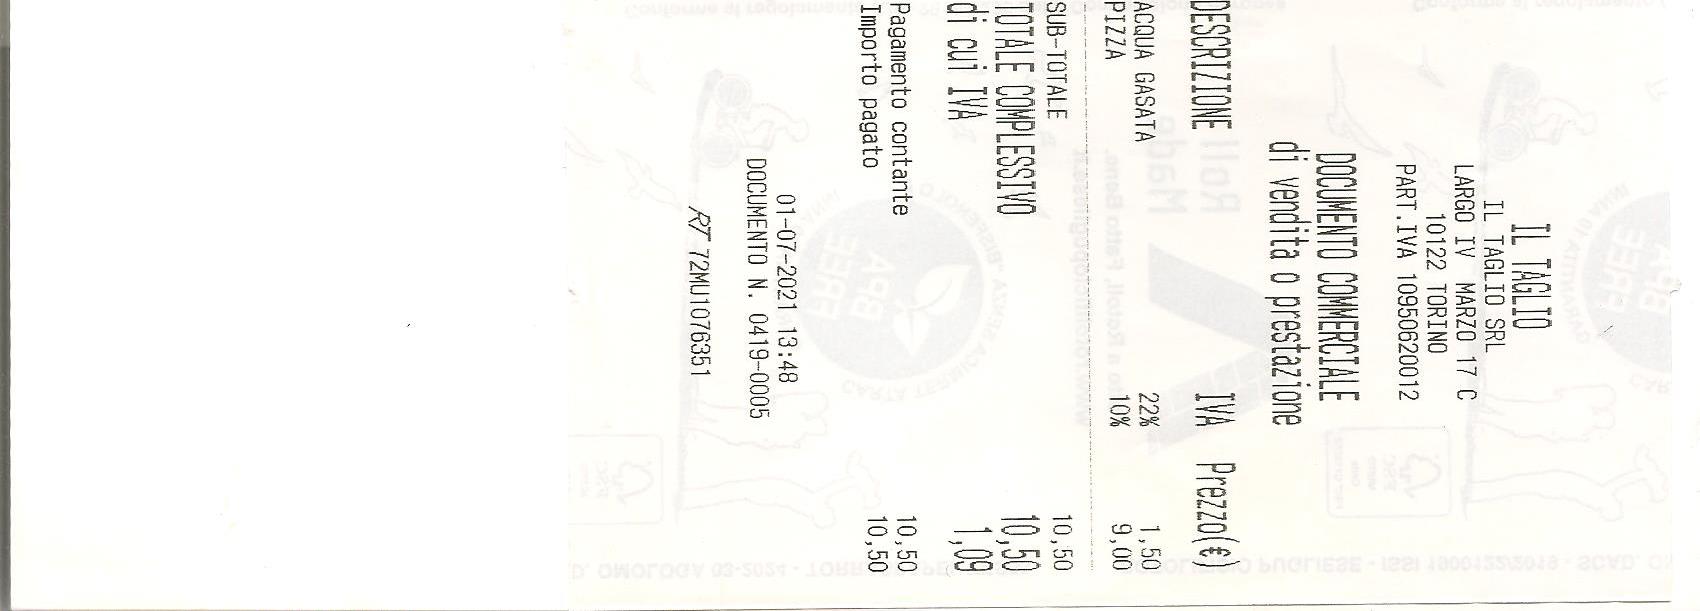 IL TAGLIO
IL TAGLIO SRL
LARGO IV MARZO 17 C
10122 TORINO
PART.IVA 10950620012
DOCUMENTO COMMERCIALE
di vendita o prestazione
DESCRIZIONE IVA Prezzo(€)
ACQUA GASATA 22% 1,50
PIZZA 10% 9,00
SUB-TOTALE 10,50
TOTALE COMPLESSIVO 10,50
di cui IVA 1,09
Pagamento contante 10,50
Importo pagato 10,50
01-07-2021 13:48
DOCUMENTO N. 0419-0005
RT 72MU1076351